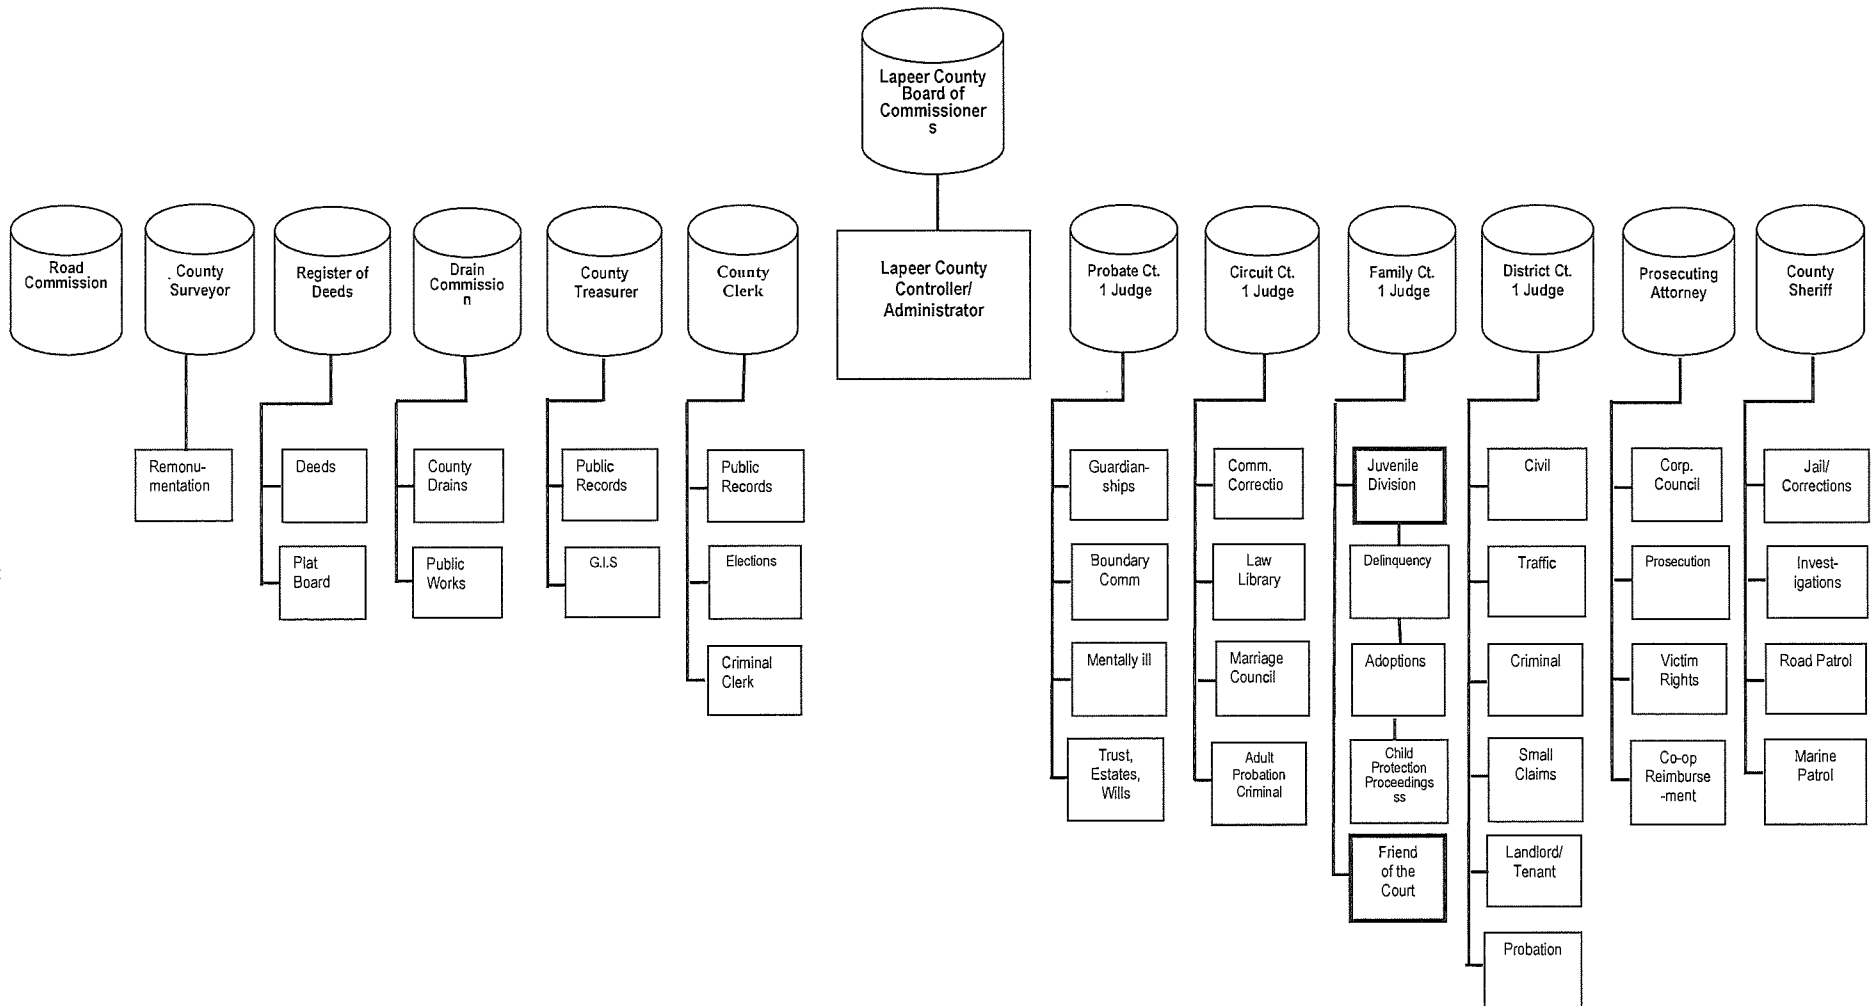 Lapeer County
Board of
Commissioner
s
Road
Commission
County
Surveyor
Register of
Deeds
Drain
Commissio
n
County
Treasurer
County
Clerk
Lapeer County
Controller/
Administrator
Probate Ct.
1 Judge
Circuit Ct.
1 Judge
Family Ct.
1 Judge
District Ct.
1 Judge
Prosecuting
Attorney
County
Sheriff
Remonu-
mentation
Deeds
Plat
Board
County
Drains
Public
Works
Public
Records
G.I.S
Public
Records
Elections
Criminal
Clerk
Guardian-
ships
Boundary
Comm
Mentally ill
Trust,
Estates,
Wills
Comm.
Correctio
Law
Library
Marriage
Council
Adult
Probation
Criminal
Juvenile
Division
Delinquency
Adoptions
Child
Protection
Proceedings
ss
Friend
of the
Court
Civil
Traffic
Criminal
Small
Claims
Landlord/
Tenant
Probation
Corp.
Council
Prosecution
Victim
Rights
Co-op
Reimburse
-ment
Jail/
Corrections
Invest-
igations
Road Patrol
Marine
Patrol